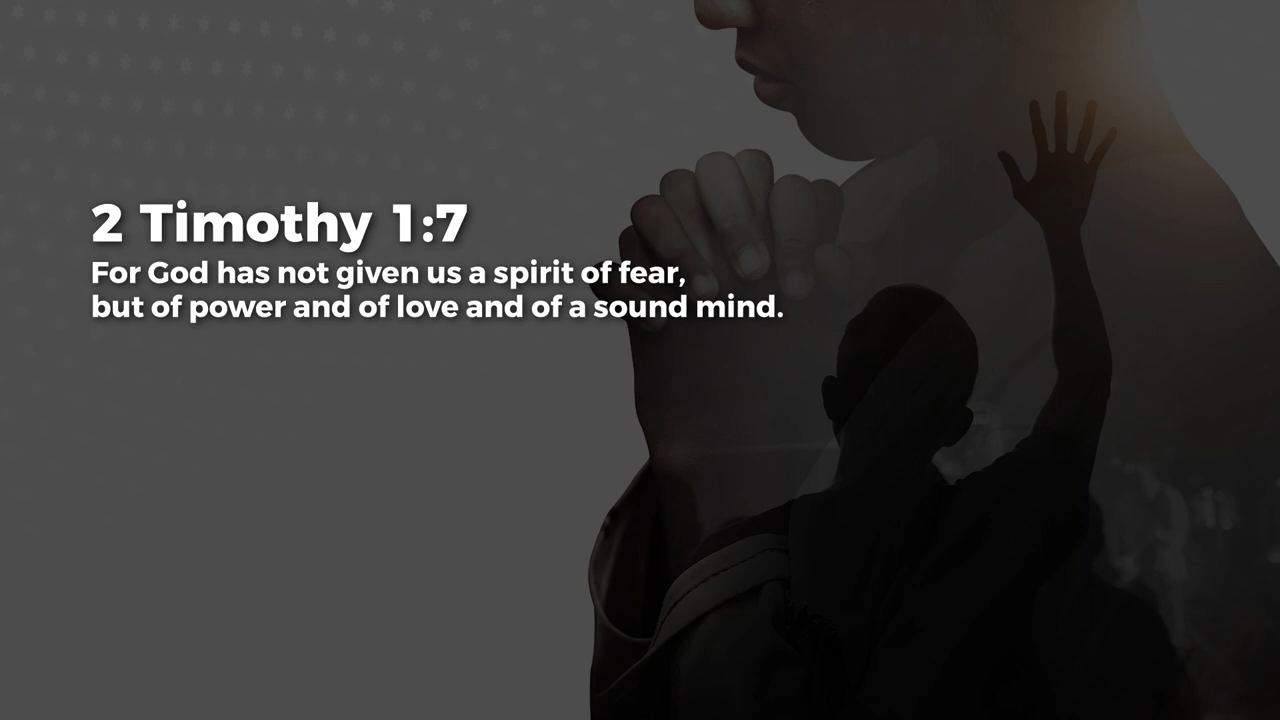 2 Timothy 1:7
For God has not given us a spirit of fear,
but of power and of love and of a sound mind.